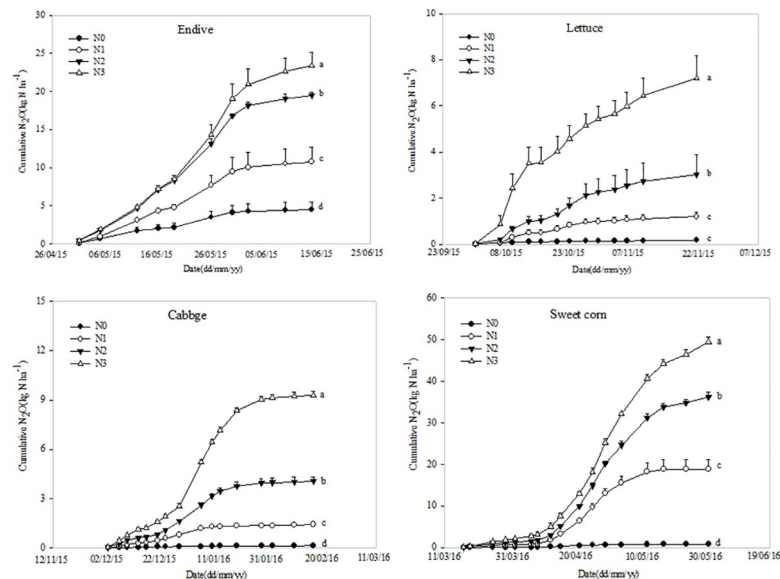 Endive
N0
N1
N2
N3
Cumulative N2O(kg N ha-1)
30
25
20
15
10
5
0
a
b
c
d
26/04/15 06/05/15 16/05/15 26/05/15 05/06/15 15/06/15 25/06/15
Date(dd/mm/yy)
Lettuce
N0
N1
N2
N3
Cumulative N2O(kg N ha-1)
10
8
6
4
2
0
a
b
c
c
23/09/15 08/10/15 23/10/15 07/11/15 22/11/15 07/12/15
Date(dd/mm/yy)
Cabbge
N0
N1
N2
N3
Cumulative N2O(kg N ha-1)
15
12
9
6
3
0
a
b
c
d
12/11/15 02/12/15 22/12/15 11/01/16 31/01/16 20/02/16 11/03/16
Date(dd/mm/yy)
Sweet corn
N0
N1
N2
N3
Cumulative N2O(kg N ha-1)
60
50
40
30
20
10
0
a
b
c
d
11/03/16 31/03/16 20/04/16 10/05/16 30/05/16 19/06/16
Date(dd/mm/yy)